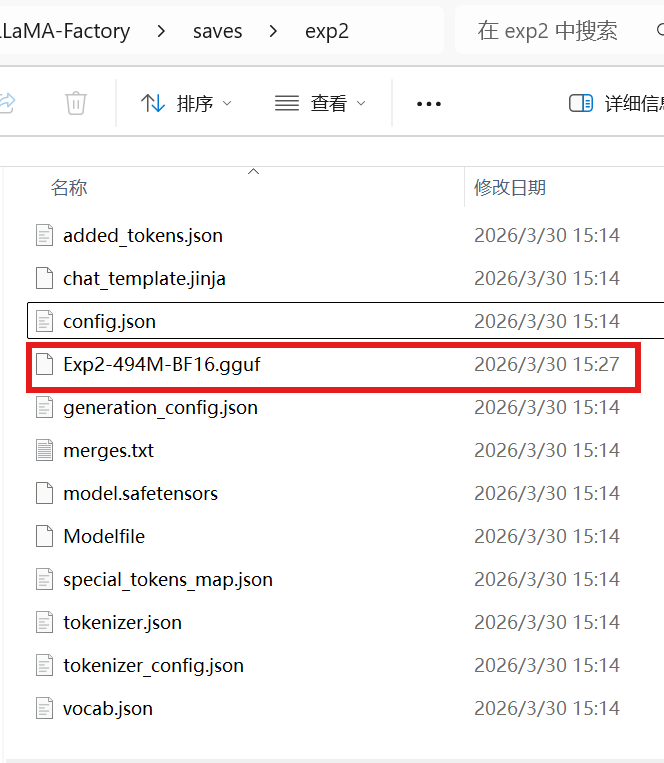 LLaMA-Factory > saves > exp2 在 exp2 中搜索
排序 查看 ••• 详细信息
名称 修改日期
added_tokens.json 2026/3/30 15:14
chat_template.jinja 2026/3/30 15:14
config.json 2026/3/30 15:14
Exp2-494M-BF16.gguf 2026/3/30 15:27
generation_config.json 2026/3/30 15:14
merges.txt 2026/3/30 15:14
model.safetensors 2026/3/30 15:14
Modelfile 2026/3/30 15:14
special_tokens_map.json 2026/3/30 15:14
tokenizer.json 2026/3/30 15:14
tokenizer_config.json 2026/3/30 15:14
vocab.json 2026/3/30 15:14